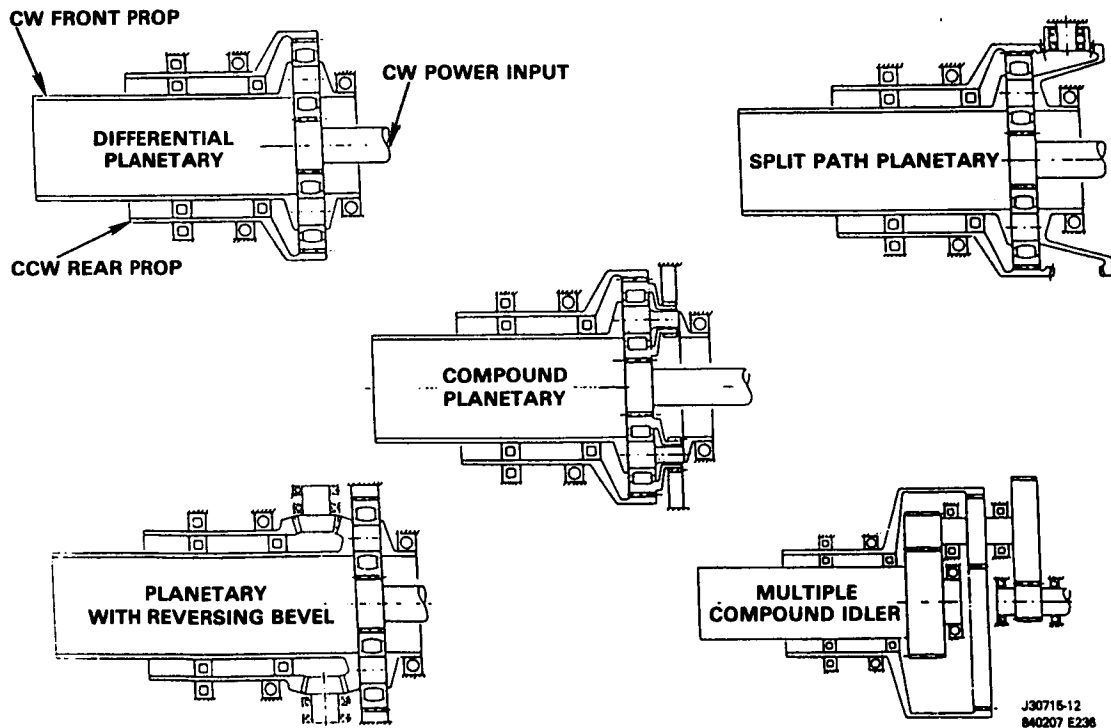 CW FRONT PROP
CW POWER INPUT
DIFFERENTIAL
PLANETARY
CCW REAR PROP
SPLIT PATH PLANETARY
COMPOUND
PLANETARY
PLANETARY
WITH REVERSING BEVEL
MULTIPLE
COMPOUND IDLER
J30715-12
840207 E236